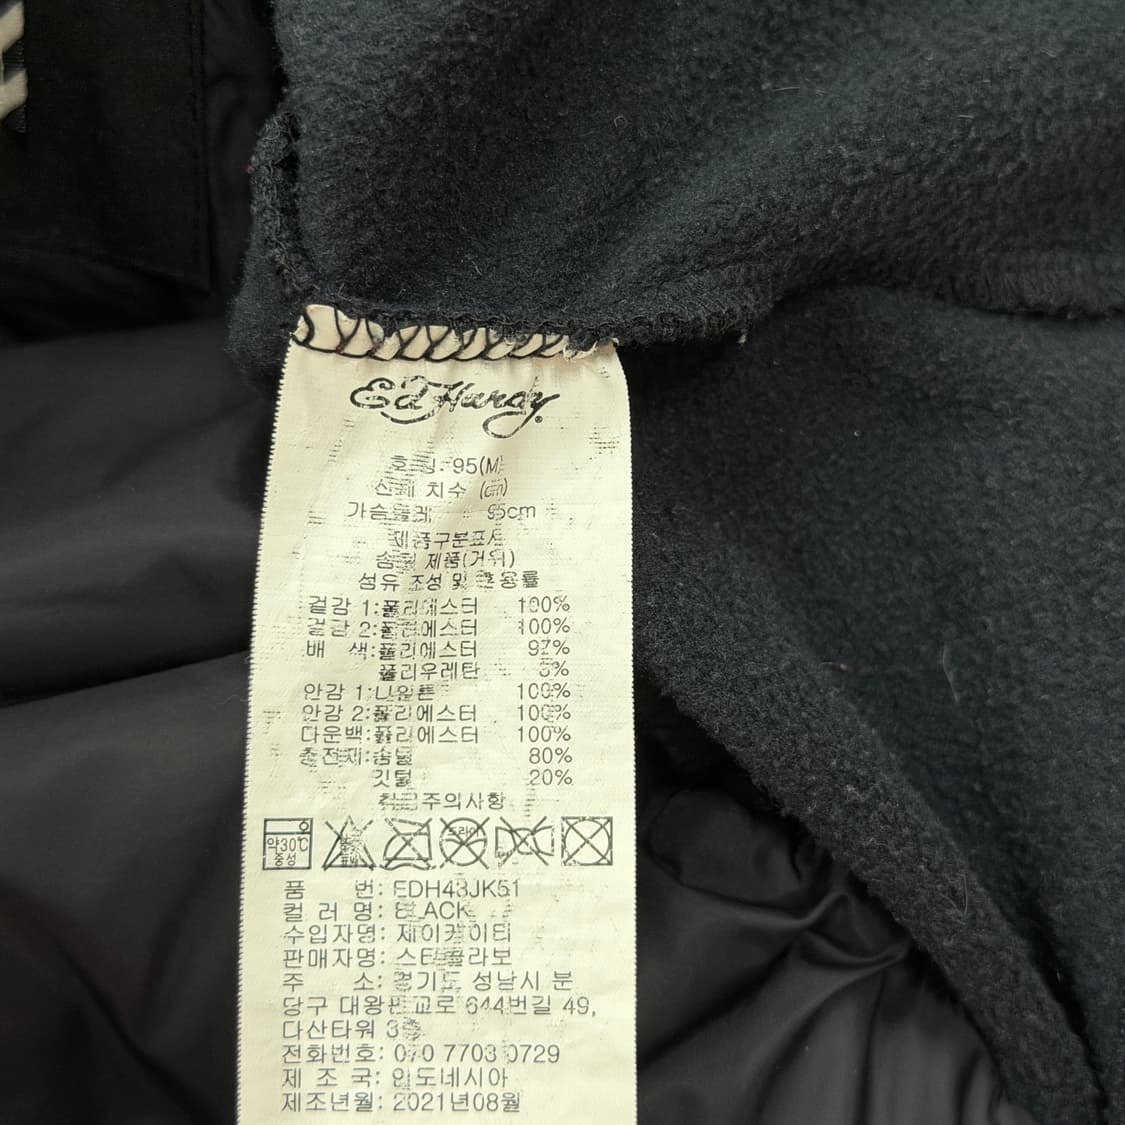 Ed Hardy
호 칭: 95(M)
신체 치수 (cm)
가슴둘레 95cm
제품구분표시
솜털 제품(거위)
섬유 조성 및 혼용률
겉감 1:폴리에스터 100%
겉감 2:폴리에스터 100%
배 색:폴리에스터 97%
폴리우레탄 3%
안감 1:나일론 100%
안감 2:폴리에스터 100%
다운백:폴리에스터 100%
충전재:솜털 80%
깃털 20%
취급주의사항
약30℃
중성
드라이
품 번: EDH43JK51
컬 러 명: BLACK
수입자명: 제이케이티
판매자명: 스타콜라보
주 소: 경기도 성남시 분
당구 대왕판교로 644번길 49,
다산타워 3층
전화번호: 070 7703 0729
제 조 국: 인도네시아
제조년월: 2021년08월